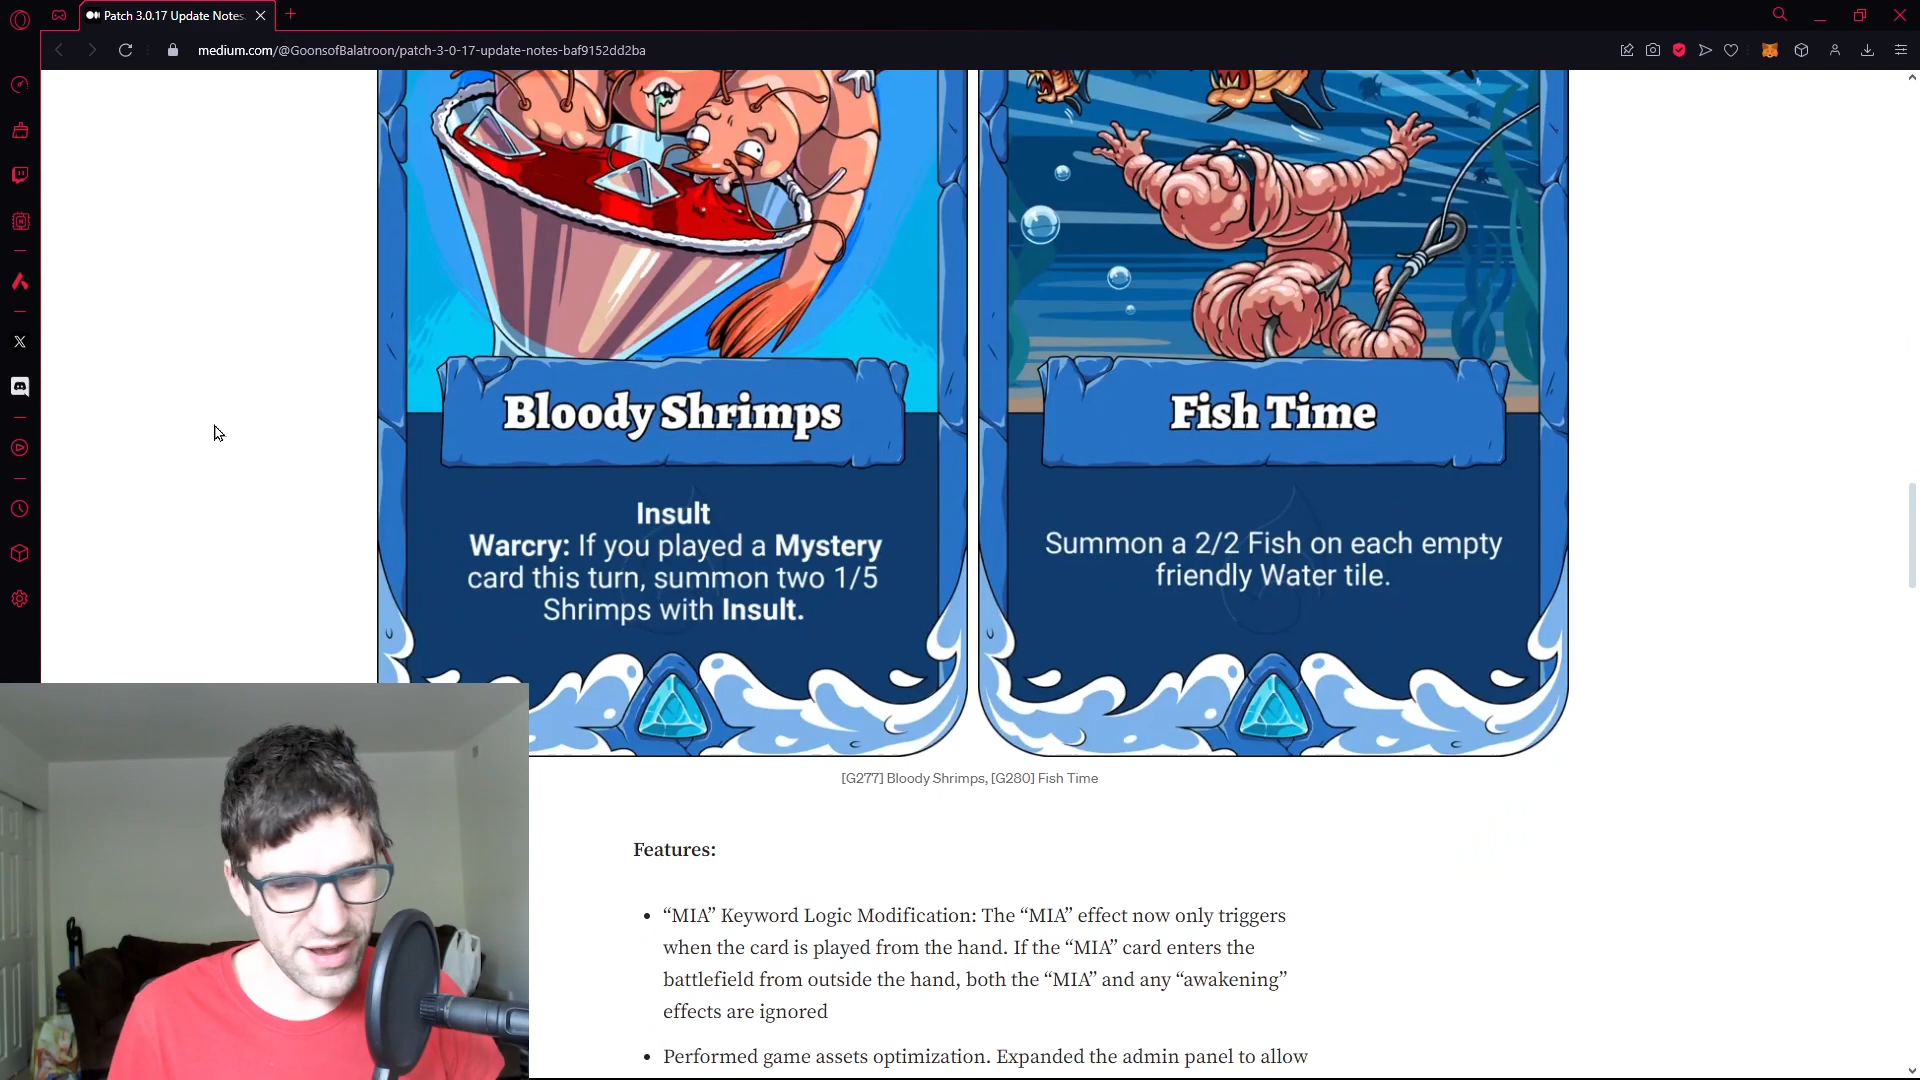 Patch 3.0.17 Update Notes.
medium.com/@GoonsofBalatroon/patch-3-0-17-update-notes-baf9152dd2ba
Bloody Shrimps
Insult
Warcry: If you played a Mystery
card this turn, summon two 1/5
Shrimps with Insult.
Fish Time
Summon a 2/2 Fish on each empty
friendly Water tile.
[G277] Bloody Shrimps, [G280] Fish Time
Features:
• “MIA” Keyword Logic Modification: The “MIA” effect now only triggers
when the card is played from the hand. If the “MIA” card enters the
battlefield from outside the hand, both the “MIA” and any “awakening”
effects are ignored
• Performed game assets optimization. Expanded the admin panel to allow